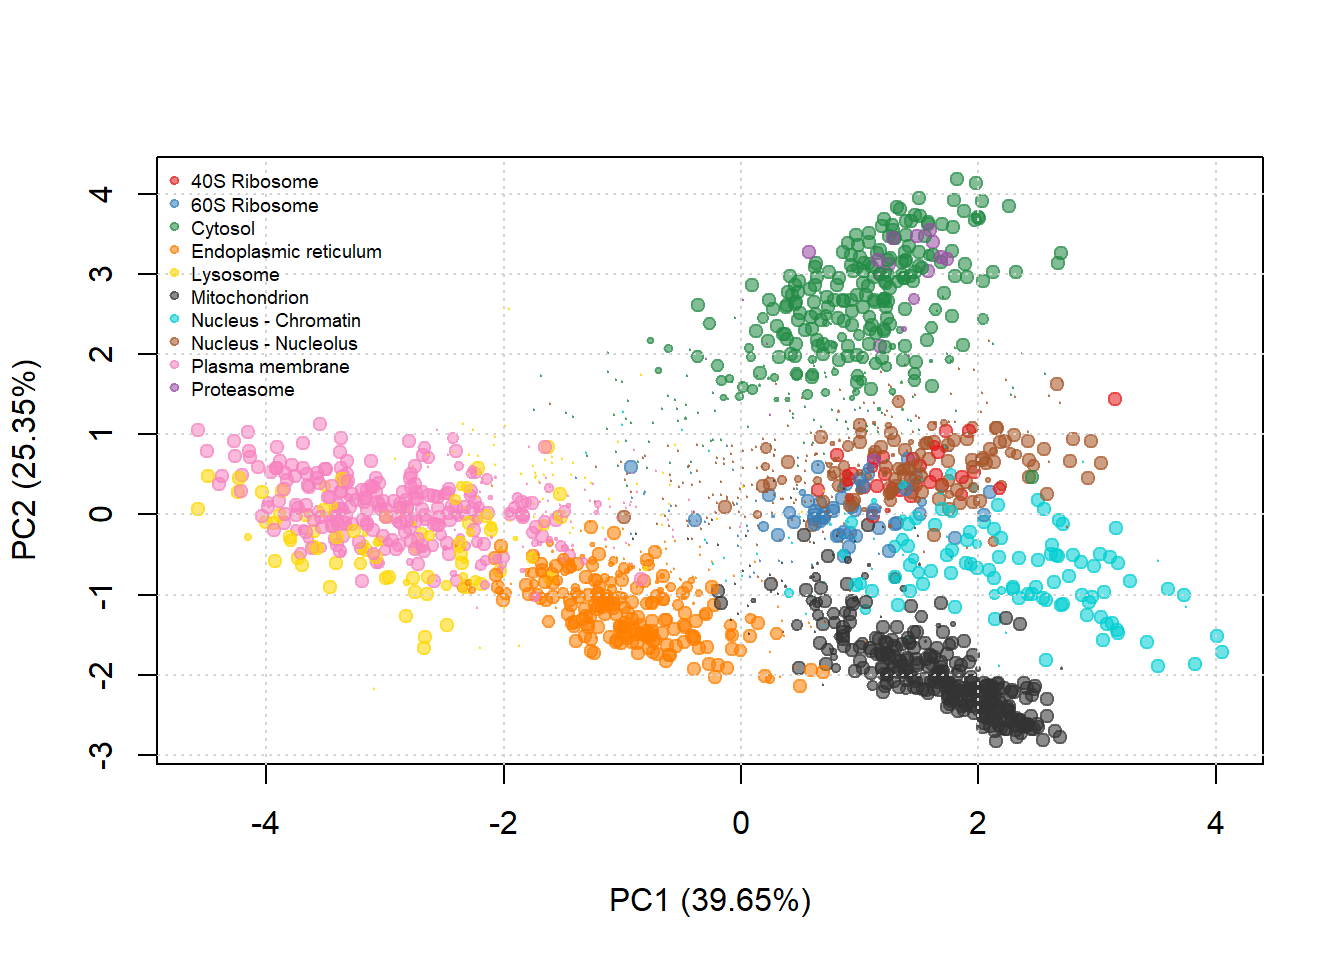 40S Ribosome
60S Ribosome
Cytosol
Endoplasmic reticulum
Lysosome
Mitochondrion
Nucleus - Chromatin
Nucleus - Nucleolus
Plasma membrane
Proteasome
PC2 (25.35%)
4
3
2
1
0
-1
-2
-3
-4 -2 0 2 4
PC1 (39.65%)